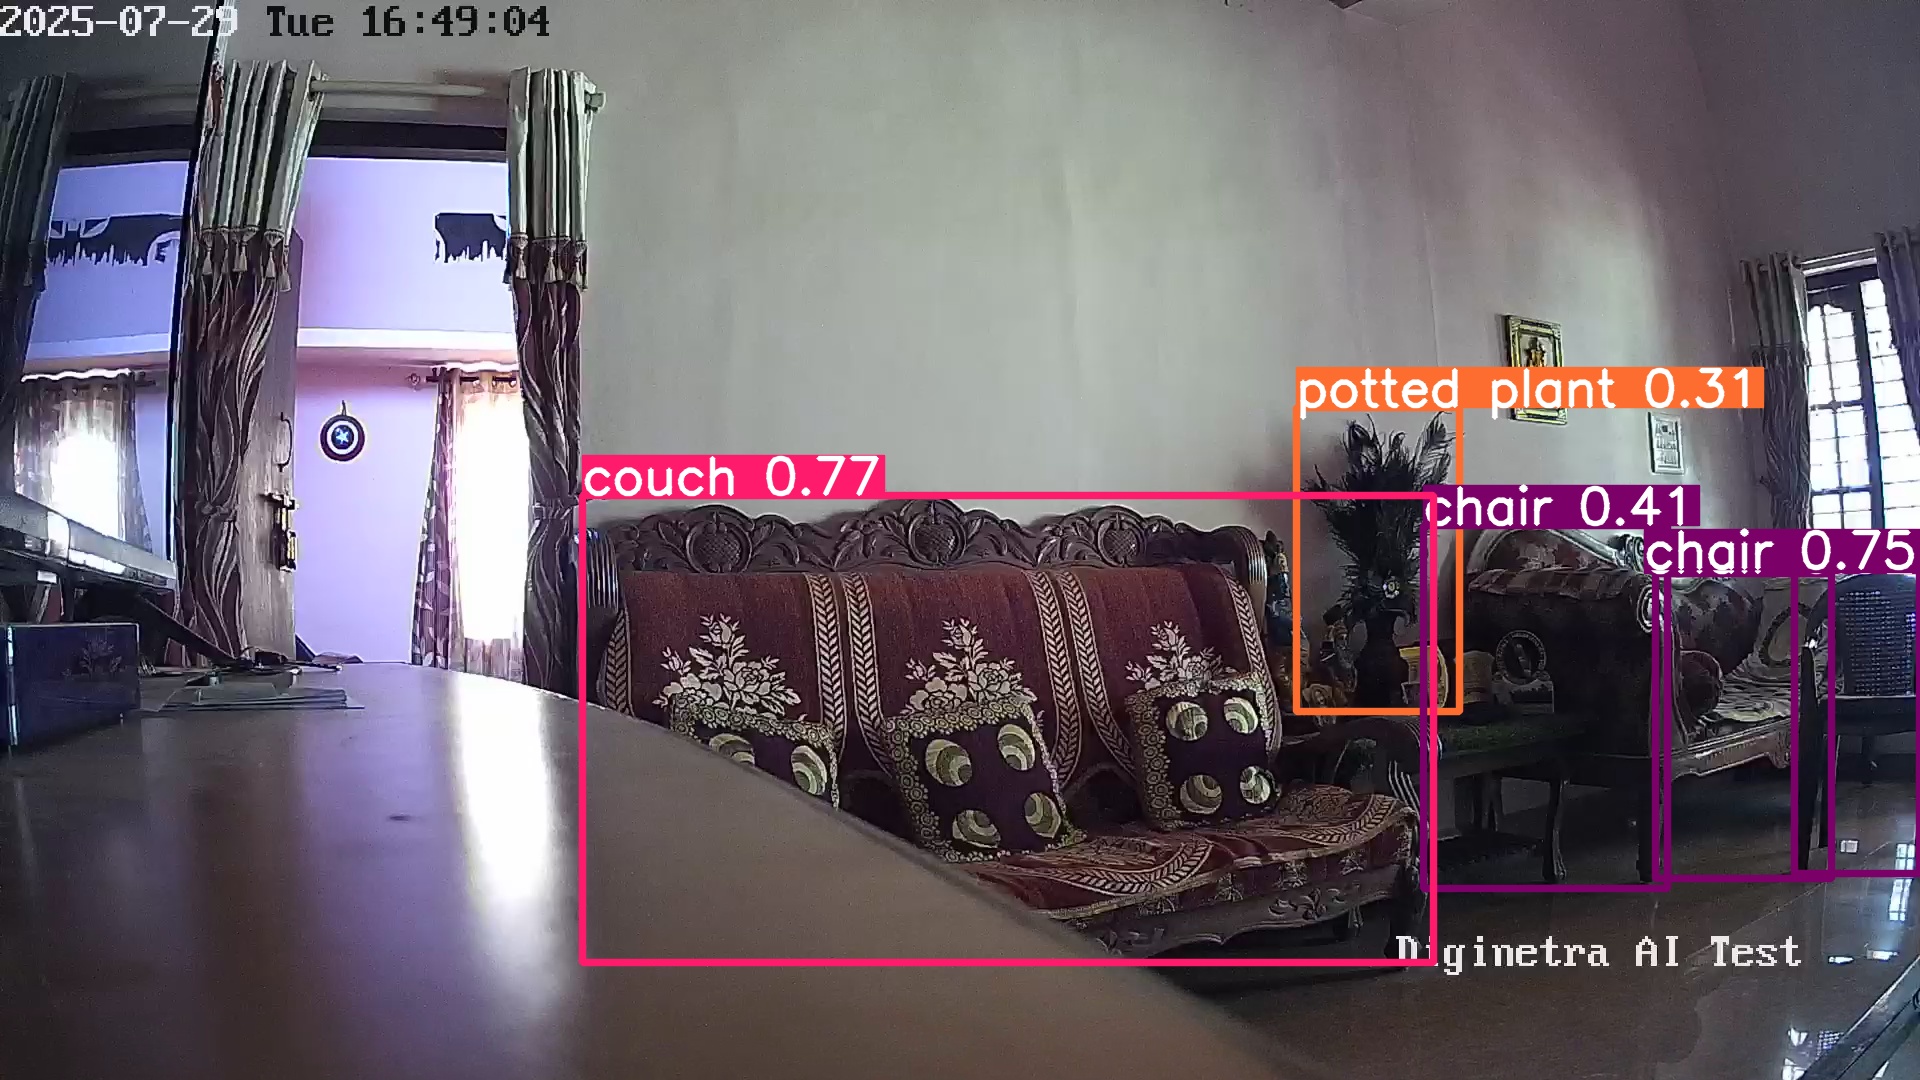 2025-07-29 Tue 16:49:04
potted plant 0.31
couch 0.77
chair 0.41
chair 0.75
Diginetra AI Test